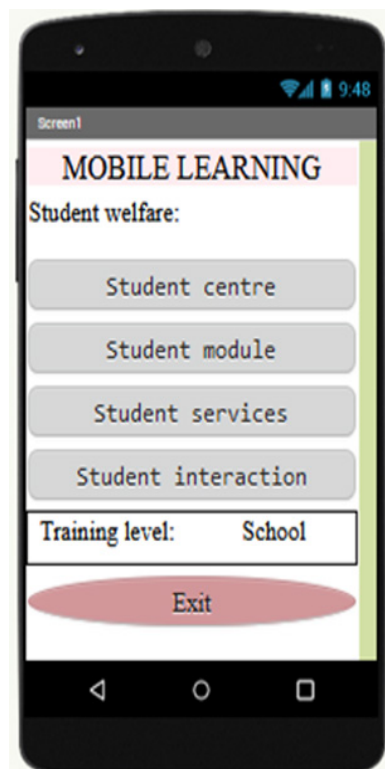 9:48
Screen1
MOBILE LEARNING
Student welfare:
Student centre
Student module
Student services
Student interaction
Training level: School
Exit